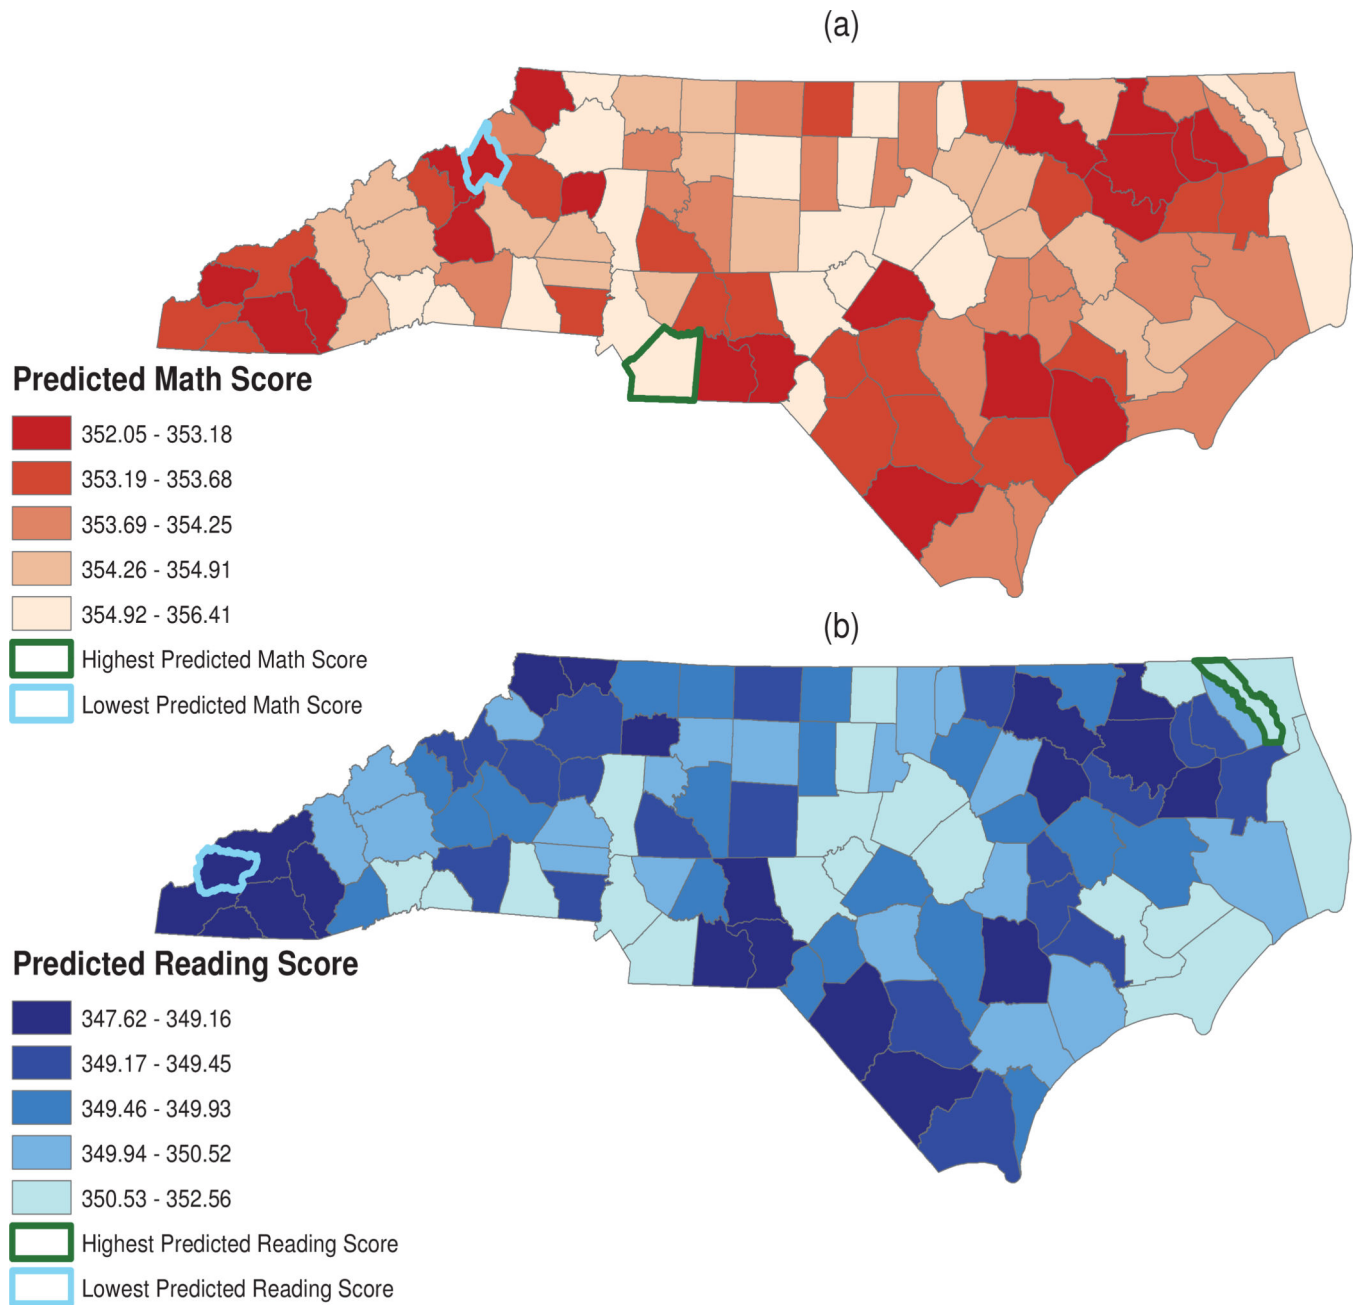 (a)
Predicted Math Score
352.05 - 353.18
353.19 - 353.68
353.69 - 354.25
354.26 - 354.91
354.92 - 356.41
Highest Predicted Math Score
Lowest Predicted Math Score
(b)
Predicted Reading Score
347.62 - 349.16
349.17 - 349.45
349.46 - 349.93
349.94 - 350.52
350.53 - 352.56
Highest Predicted Reading Score
Lowest Predicted Reading Score